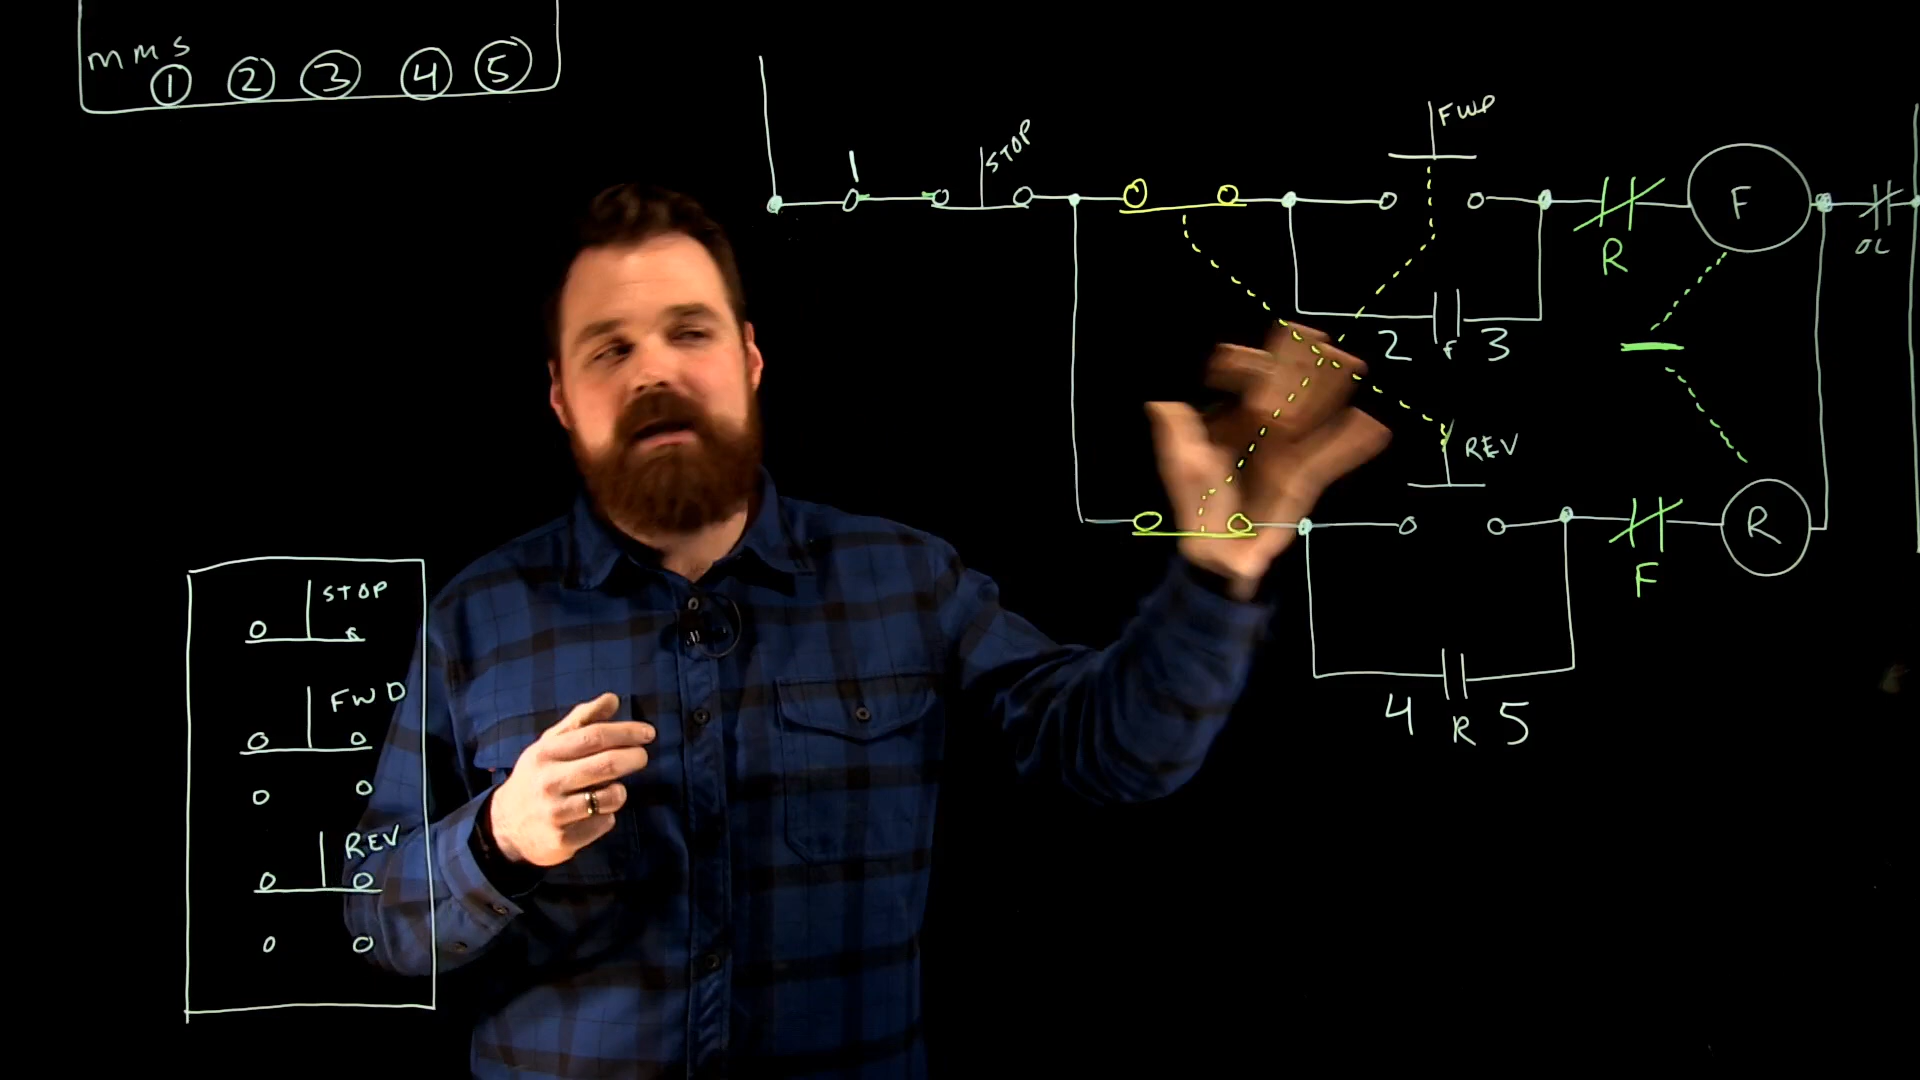 MMS
1 2 3 4 5
1
STOP
FWD
R
F
OL
2 F 3
REV
F
R
4 R 5
STOP
FWD
REV